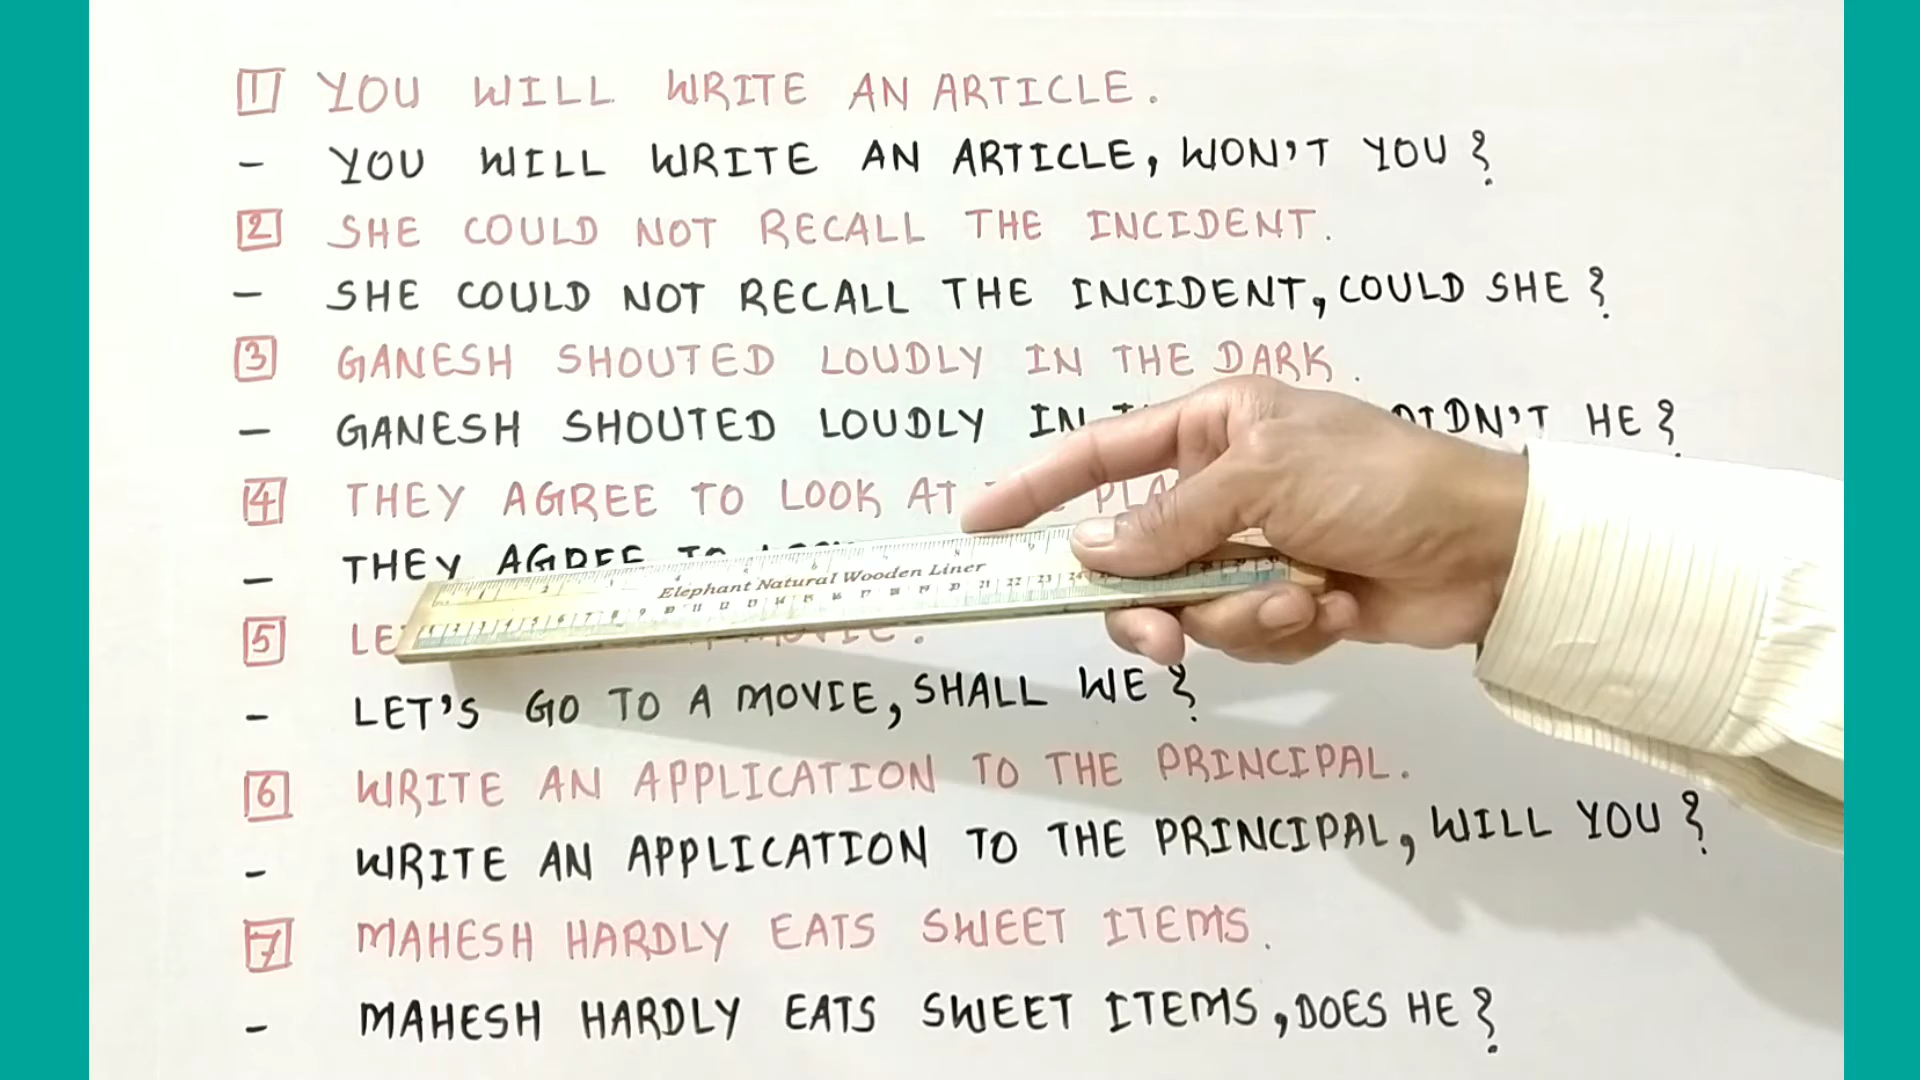 1 YOU WILL WRITE AN ARTICLE.
- YOU WILL WRITE AN ARTICLE, WON'T YOU?
2 SHE COULD NOT RECALL THE INCIDENT.
- SHE COULD NOT RECALL THE INCIDENT, COULD SHE?
3 GANESH SHOUTED LOUDLY IN THE DARK.
- GANESH SHOUTED LOUDLY IN DIDN'T HE?
4 THEY AGREE TO LOOK AT
- THEY AGREE TO
Elephant Natural Wooden Liner
5 MOVIE.
- LET'S GO TO A MOVIE, SHALL WE?
6 WRITE AN APPLICATION TO THE PRINCIPAL.
- WRITE AN APPLICATION TO THE PRINCIPAL, WILL YOU?
7 MAHESH HARDLY EATS SWEET ITEMS.
- MAHESH HARDLY EATS SWEET ITEMS, DOES HE?